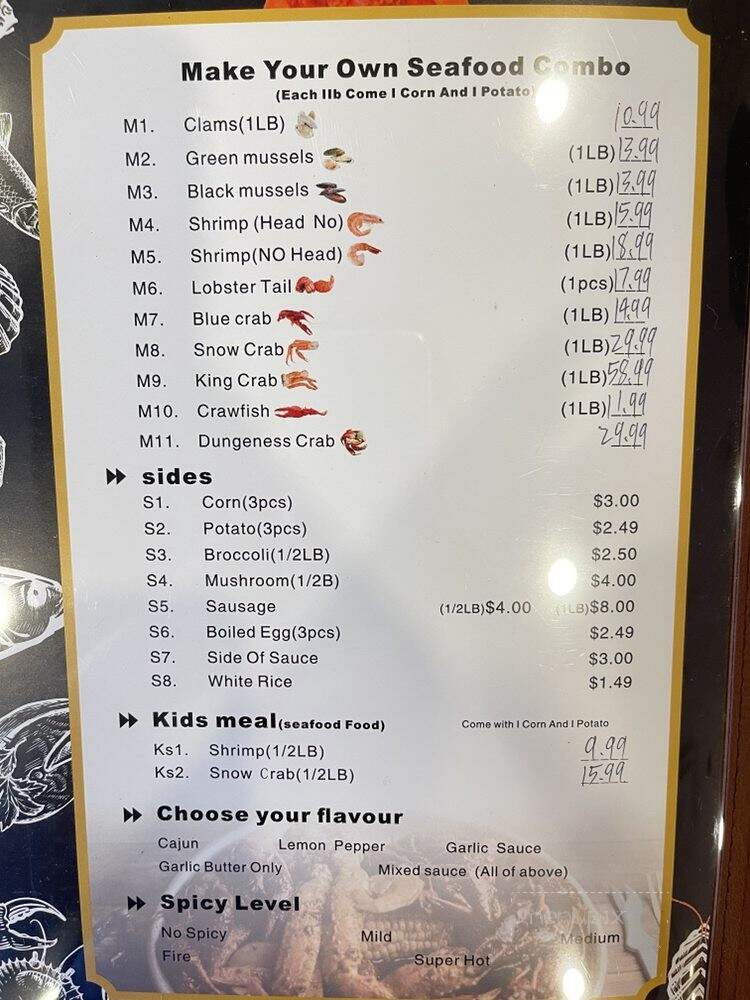 Make Your Own Seafood Combo
(Each IIb Come I Corn And I Potato)
M1. Clams(1LB) 10.99
M2. Green mussels (1LB) 13.99
M3. Black mussels (1LB) 13.99
M4. Shrimp (Head No) (1LB) 15.99
M5. Shrimp(NO Head) (1LB) 18.99
M6. Lobster Tail (1pcs) 17.99
M7. Blue crab (1LB) 14.99
M8. Snow Crab (1LB) 29.99
M9. King Crab (1LB) 58.99
M10. Crawfish (1LB) 11.99
M11. Dungeness Crab 29.99
sides
S1. Corn(3pcs) $3.00
S2. Potato(3pcs) $2.49
S3. Broccoli(1/2LB) $2.50
S4. Mushroom(1/2B) $4.00
S5. Sausage (1/2LB)$4.00 (1LB)$8.00
S6. Boiled Egg(3pcs) $2.49
S7. Side Of Sauce $3.00
S8. White Rice $1.49
Kids meal(seafood Food) Come with I Corn And I Potato
Ks1. Shrimp(1/2LB) 9.99
Ks2. Snow Crab(1/2LB) 15.99
Choose your flavour
Cajun Lemon Pepper Garlic Sauce
Garlic Butter Only Mixed sauce (All of above)
Spicy Level
No Spicy Mild Medium
Fire Super Hot